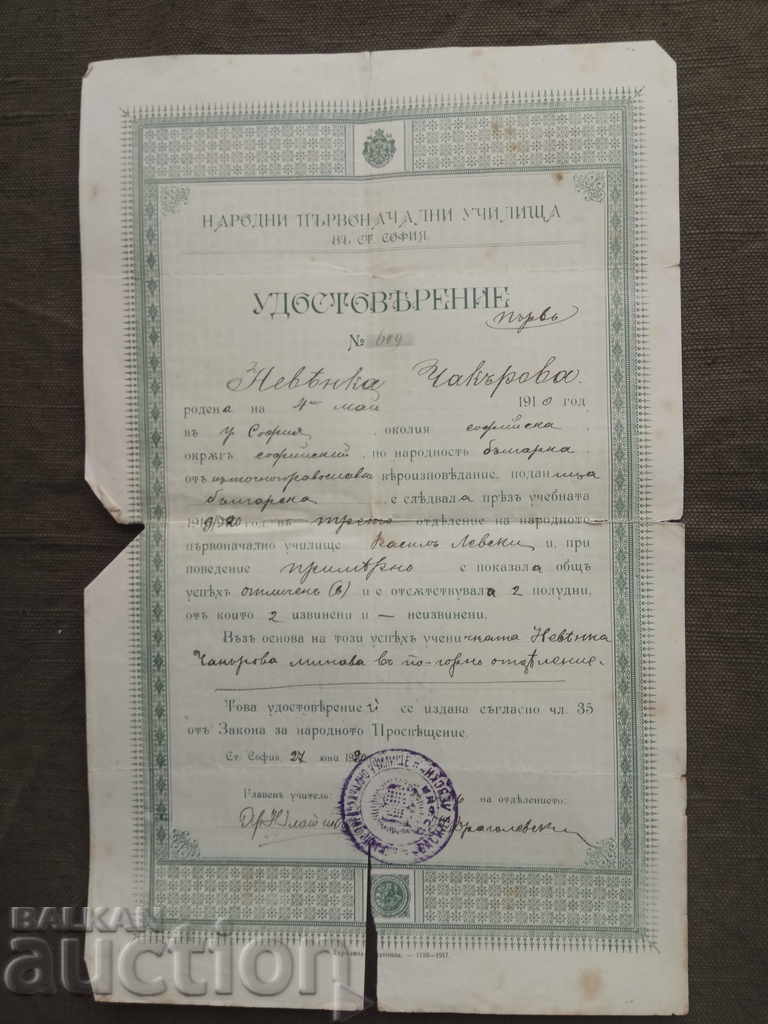 НАРОДНИ ПЪРВОНАЧАЛНИ УЧИЛИЩА
ВЪ СТ. СОФИЯ
УДОСТОВѢРЕНИЕ
първо
№ 609
Невѣнка Чакърова.
родена на 4 май 1910 год
въ гр София, околия софийска,
окржгъ софийский, по народность българка,
отъ източноправославно вѣроизповѣдание, поданица
българска, е слѣдвала прѣзъ учебната
1919/920 год въ трето отдѣление на народното
първоначално училище Василъ Левски и, при
поведение примѣрно е показала общъ
успѣхъ отличенъ (6) и е отсѫтствувала 2 полудни,
отъ които 2 извинени и — неизвинени.
Възъ основа на този успѣхъ ученичката Невѣнка
Чакърова минава въ по-горно отдѣление.
Това удостовѣрение се издава съгласно чл. 35
отъ Закона за народното Просвѣщение.
Ст. София, 27 юни 1920
Главенъ учитель:
на отдѣлението:
1110—1917.
BALKAN
auction